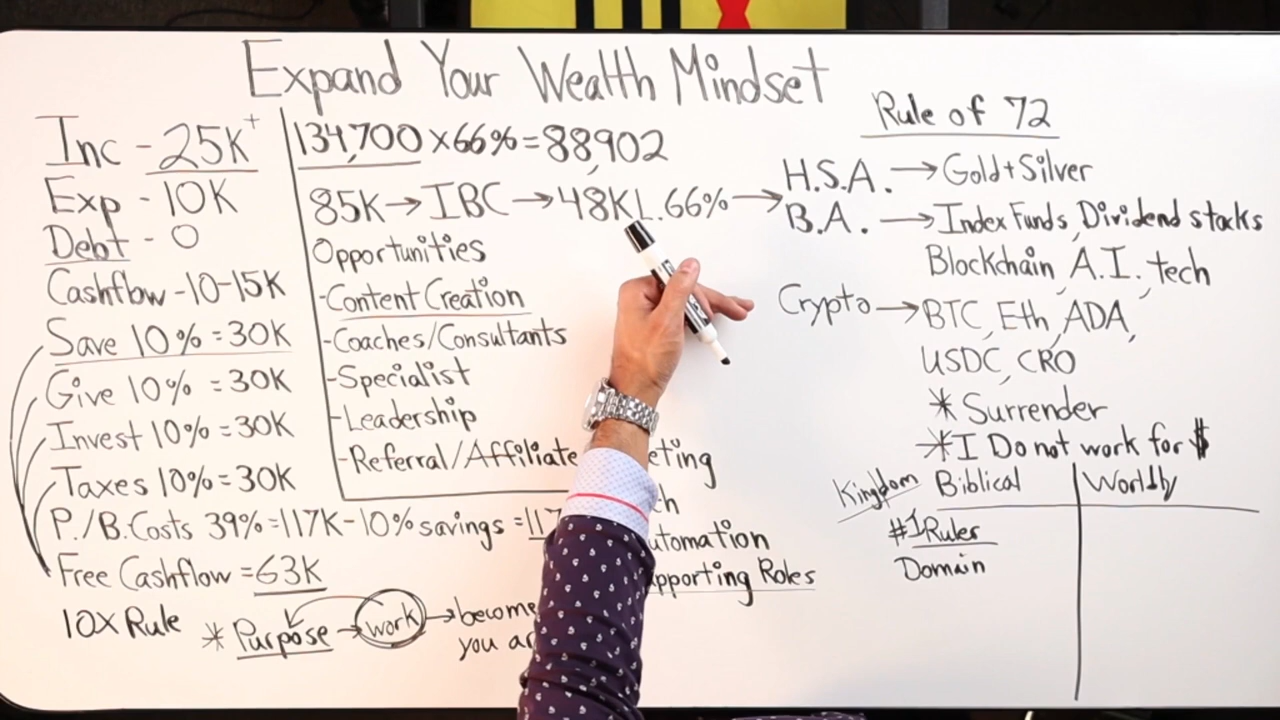 Expand Your Wealth Mindset
Inc - 25K+
Exp - 10K
Debt - 0
Cashflow - 10-15K
Save 10% = 30K
Give 10% = 30K
Invest 10% = 30K
Taxes 10% = 30K
P./B. Costs 39% = 117K - 10% savings =
Free Cashflow = 63K
10X Rule
* Purpose → work → become
you
134,700 x 66% = 88,902
85K → IBC → 48K L. 66% →
Opportunities
- Content Creation
- Coaches/Consultants
- Specialist
- Leadership
- Referral/Affiliate
Roles
Rule of 72
H.S.A. → Gold + Silver
B.A. → Index Funds, Dividend stocks
Blockchain, A.I., tech
Crypto → BTC, Eth, ADA,
USDC, CRO
* Surrender
* I Do not work for $
Kingdom Biblical Worldly
#1 Ruler
Domain